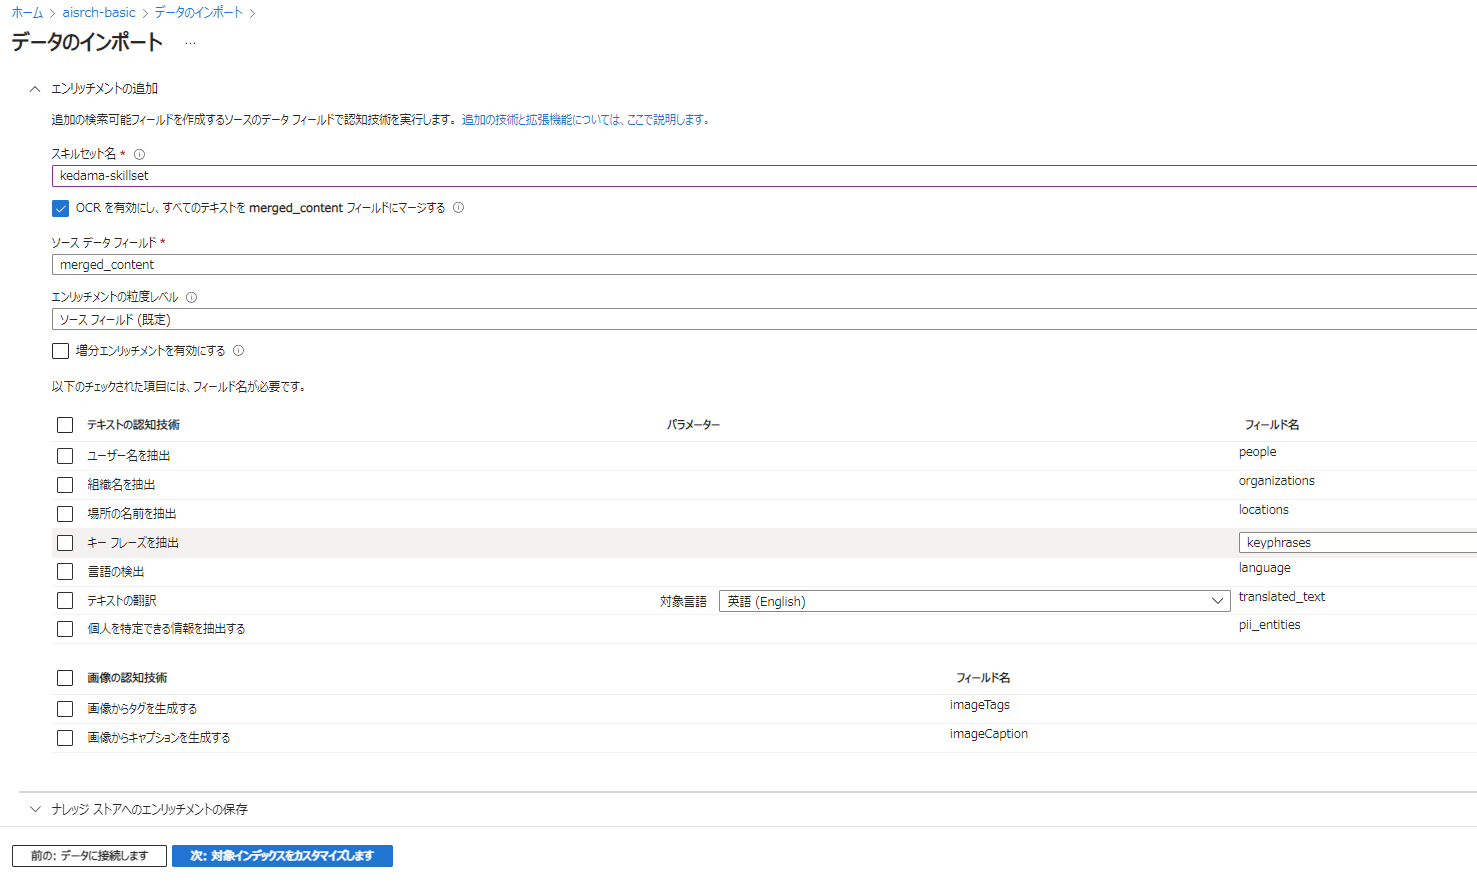 ホーム > aisrch-basic > データのインポート >
データのインポート ...
エンリッチメントの追加
追加の検索可能フィールドを作成するソースのデータ フィールドで認知技術を実行します。 追加の技術と拡張機能については、ここで説明します。
スキルセット名 *
kedama-skillset
OCR を有効にし、すべてのテキストを merged_content フィールドにマージする
ソース データ フィールド *
merged_content
エンリッチメントの粒度レベル
ソース フィールド (既定)
増分エンリッチメントを有効にする
以下のチェックされた項目には、フィールド名が必要です。
テキストの認知技術 パラメーター フィールド名
ユーザー名を抽出 people
組織名を抽出 organizations
場所の名前を抽出 locations
キー フレーズを抽出 keyphrases
言語の検出 language
テキストの翻訳 対象言語 英語 (English) translated_text
個人を特定できる情報を抽出する pii_entities
画像の認知技術 フィールド名
画像からタグを生成する imageTags
画像からキャプションを生成する imageCaption
ナレッジ ストアへのエンリッチメントの保存
前の: データに接続します 次: 対象インデックスをカスタマイズします